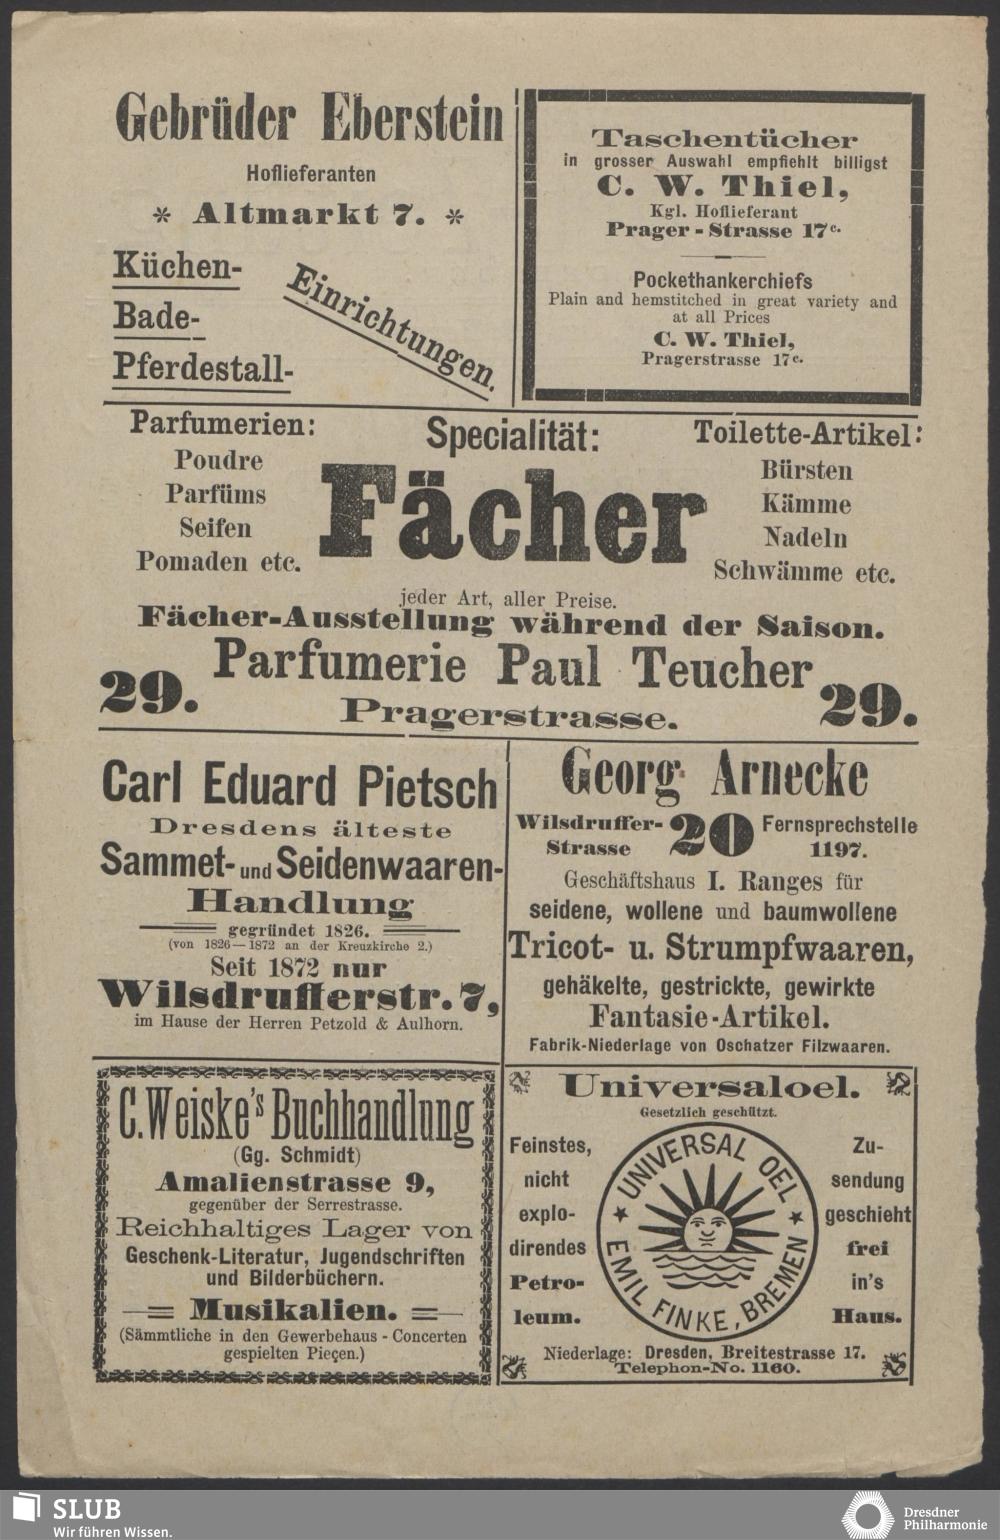 Gebrüder Eberstein
Hoflieferanten
* Altmarkt 7. *
Küchen-
Bade-
Pferdestall-
Einrichtungen.
Taschentücher
in grosser Auswahl empfiehlt billigst
C. W. Thiel,
Kgl. Hoflieferant
Prager - Strasse 17c.
Pockethankerchiefs
Plain and hemstitched in great variety and
at all Prices
C. W. Thiel,
Pragerstrasse 17c.
Parfumerien:
Poudre
Parfüms
Seifen
Pomaden etc.
Specialität:
Fächer
Toilette-Artikel:
Bürsten
Kämme
Nadeln
Schwämme etc.
jeder Art, aller Preise.
Fächer-Ausstellung während der Saison.
29. Parfumerie Paul Teucher 29.
Pragerstrasse.
Carl Eduard Pietsch
Dresdens älteste
Sammet- und Seidenwaaren-
Handlung
gegründet 1826.
(von 1826—1872 an der Kreuzkirche 2.)
Seit 1872 nur
Wilsdrufferstr. 7,
im Hause der Herren Petzold & Aulhorn.
Georg Arnecke
Wilsdruffer-
Strasse
20
Fernsprechstelle
1197.
Geschäftshaus I. Ranges für
seidene, wollene und baumwollene
Tricot- u. Strumpfwaaren,
gehäkelte, gestrickte, gewirkte
Fantasie-Artikel.
Fabrik-Niederlage von Oschatzer Filzwaaren.
C. Weiske's Buchhandlung
(Gg. Schmidt)
Amalienstrasse 9,
gegenüber der Serrestrasse.
Reichhaltiges Lager von
Geschenk-Literatur, Jugendschriften
und Bilderbüchern.
Musikalien.
(Sämmtliche in den Gewerbehaus - Concerten
gespielten Pieçen.)
Universaloel.
Gesetzlich geschützt.
Feinstes,
nicht
explo-
direndes
Petro-
leum.
UNIVERSAL OEL
EMIL FINKE, BREMEN
Zu-
sendung
geschieht
frei
in's
Haus.
Niederlage: Dresden, Breitestrasse 17.
Telephon-No. 1160.
SLUB
Wir führen Wissen.
Dresdner
Philharmonie